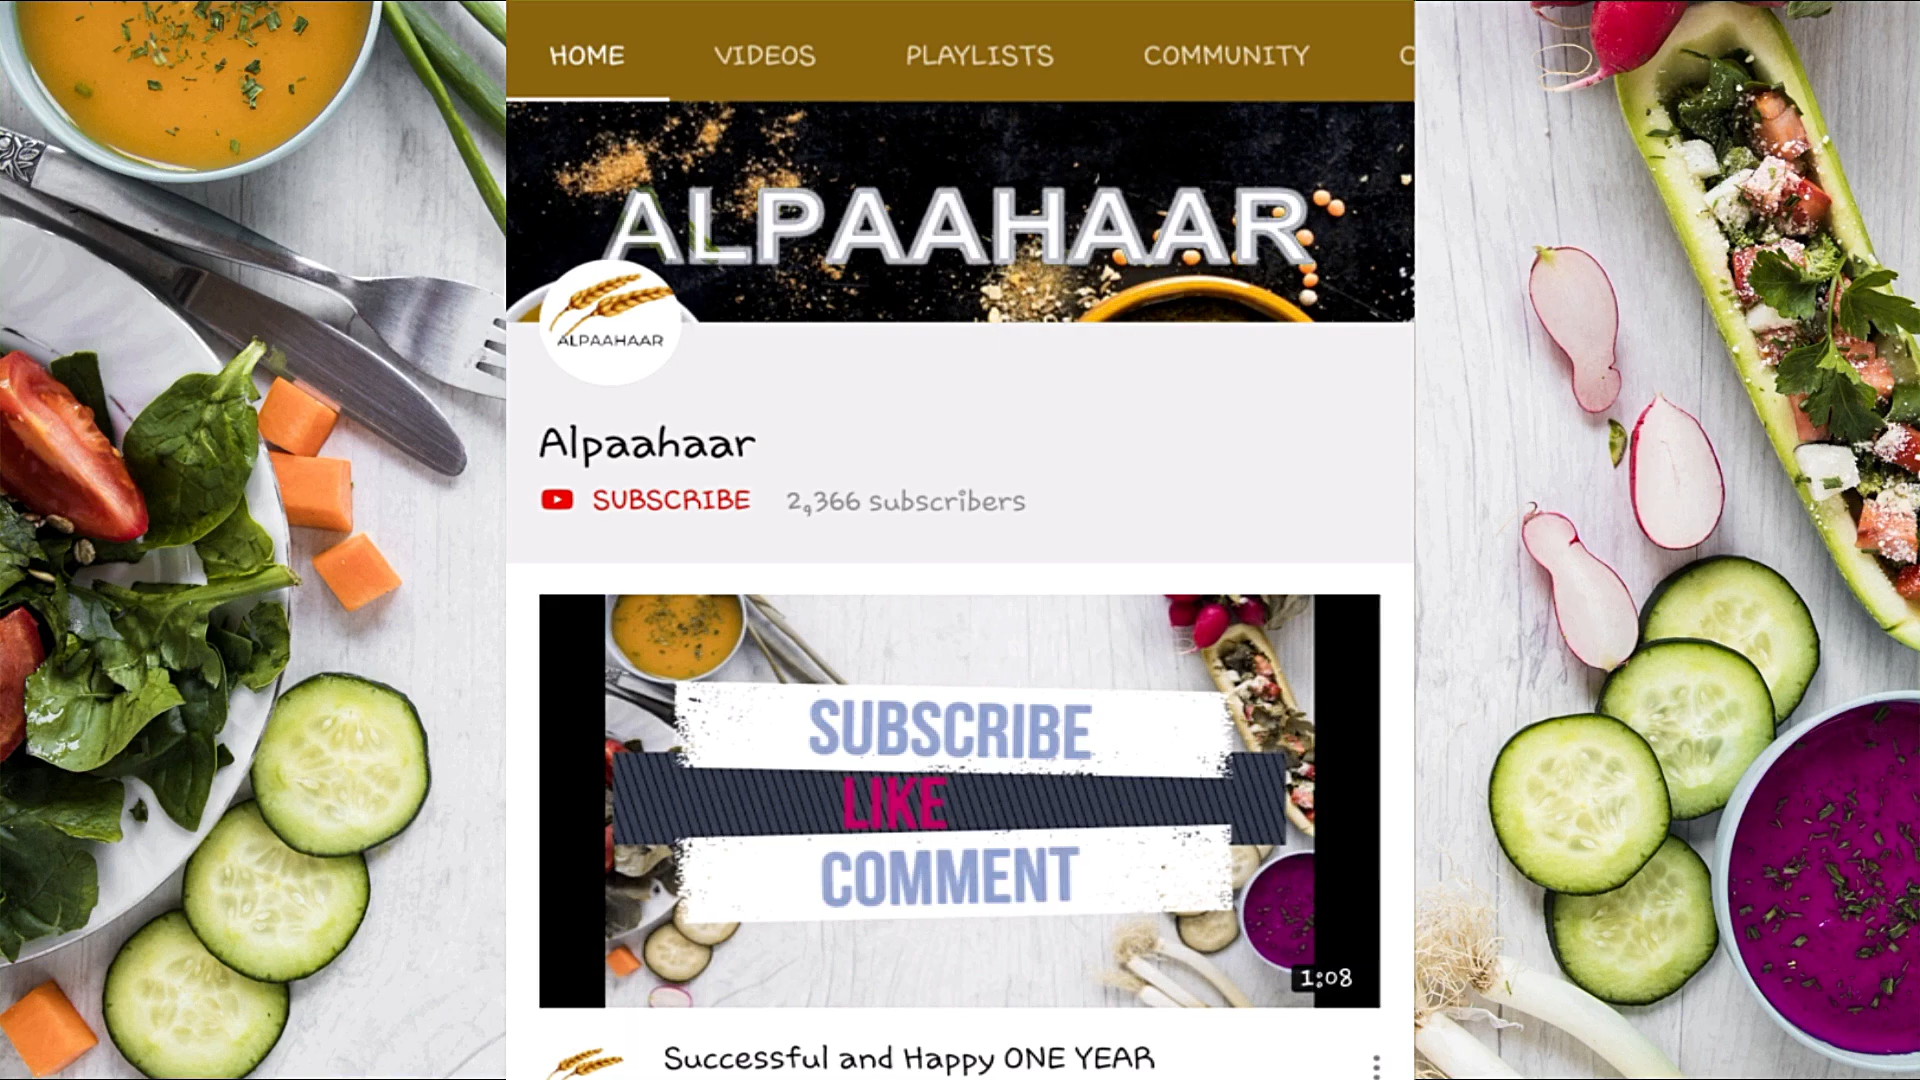 HOME VIDEOS PLAYLISTS COMMUNITY
ALPAAHAAR
ALPAAHAAR
Alpaahaar
SUBSCRIBE 2,366 subscribers
SUBSCRIBE
LIKE
COMMENT
1:08
Successful and Happy ONE YEAR